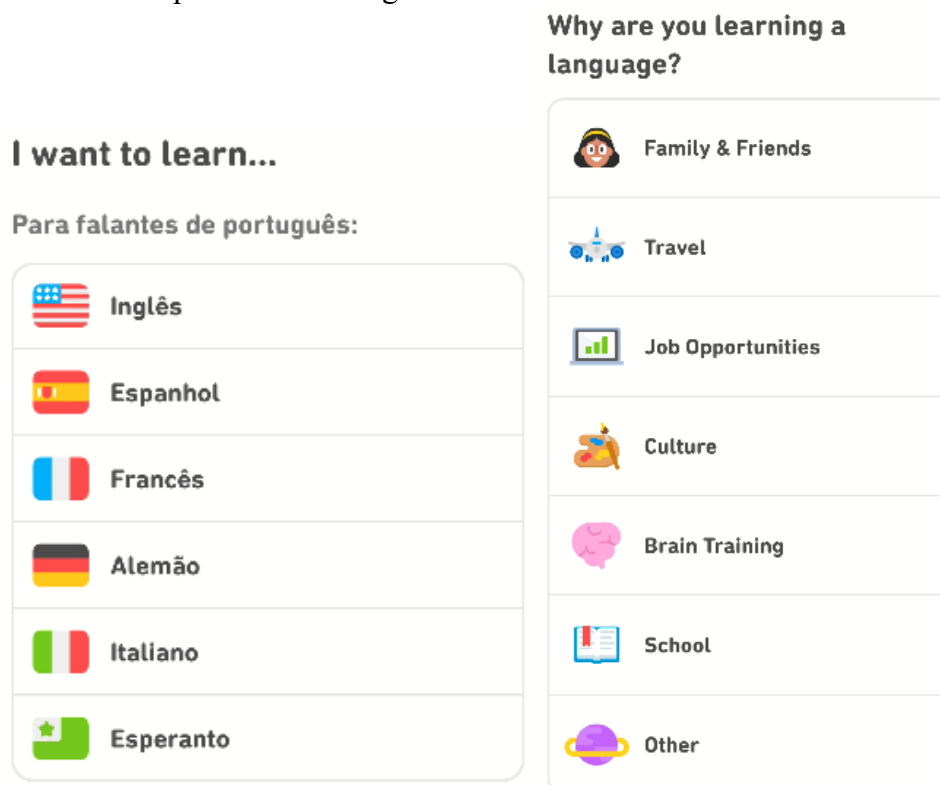 I want to learn...
Para falantes de português:
Inglês
Espanhol
Francês
Alemão
Italiano
Esperanto
Why are you learning a
language?
Family & Friends
Travel
Job Opportunities
Culture
Brain Training
School
Other